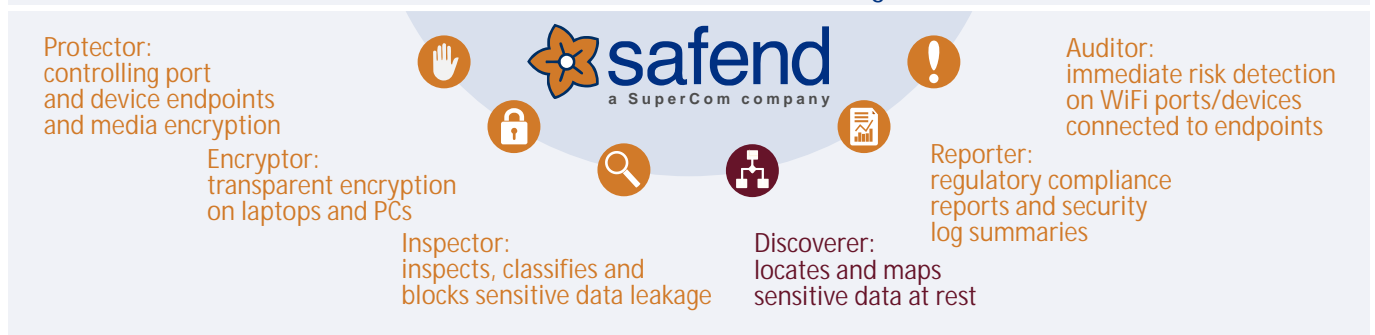 safend
a SuperCom company
Protector:
controlling port
and device endpoints
and media encryption
Encryptor:
transparent encryption
on laptops and PCs
Inspector:
inspects, classifies and
blocks sensitive data leakage
Discoverer:
locates and maps
sensitive data at rest
Reporter:
regulatory compliance
reports and security
log summaries
Auditor:
immediate risk detection
on WiFi ports/devices
connected to endpoints